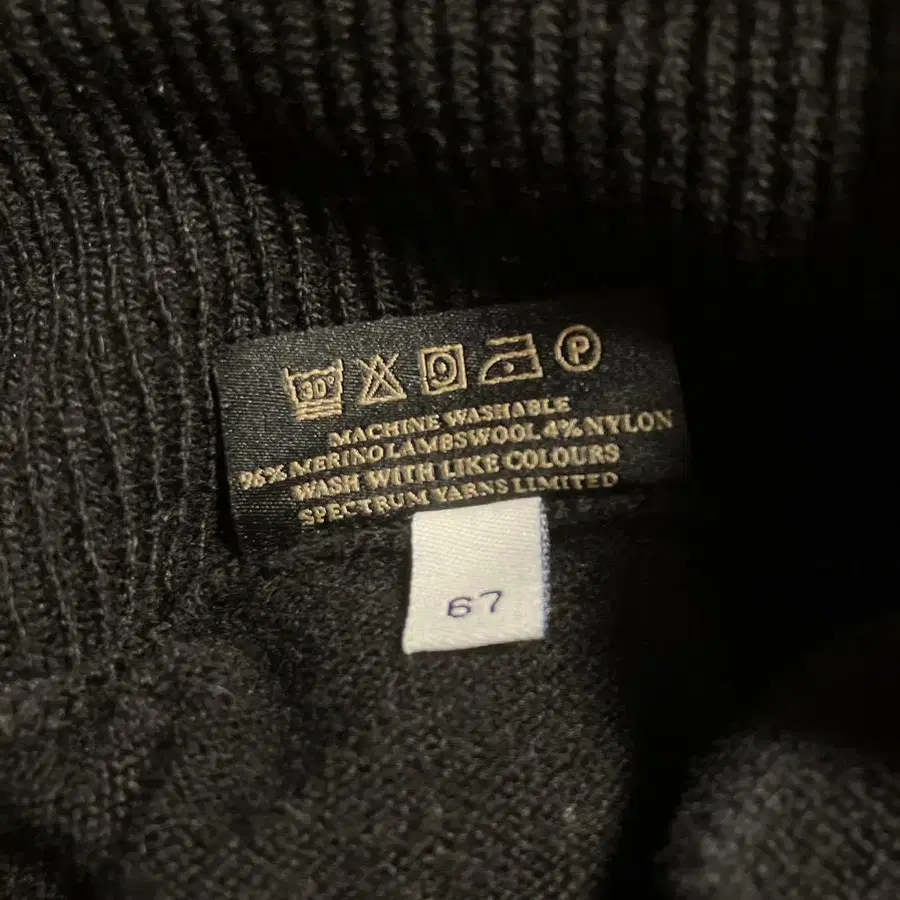 30° P
MACHINE WASHABLE
96% MERINO LAMBSWOOL 4% NYLON
WASH WITH LIKE COLOURS
SPECTRUM YARNS LIMITED
67